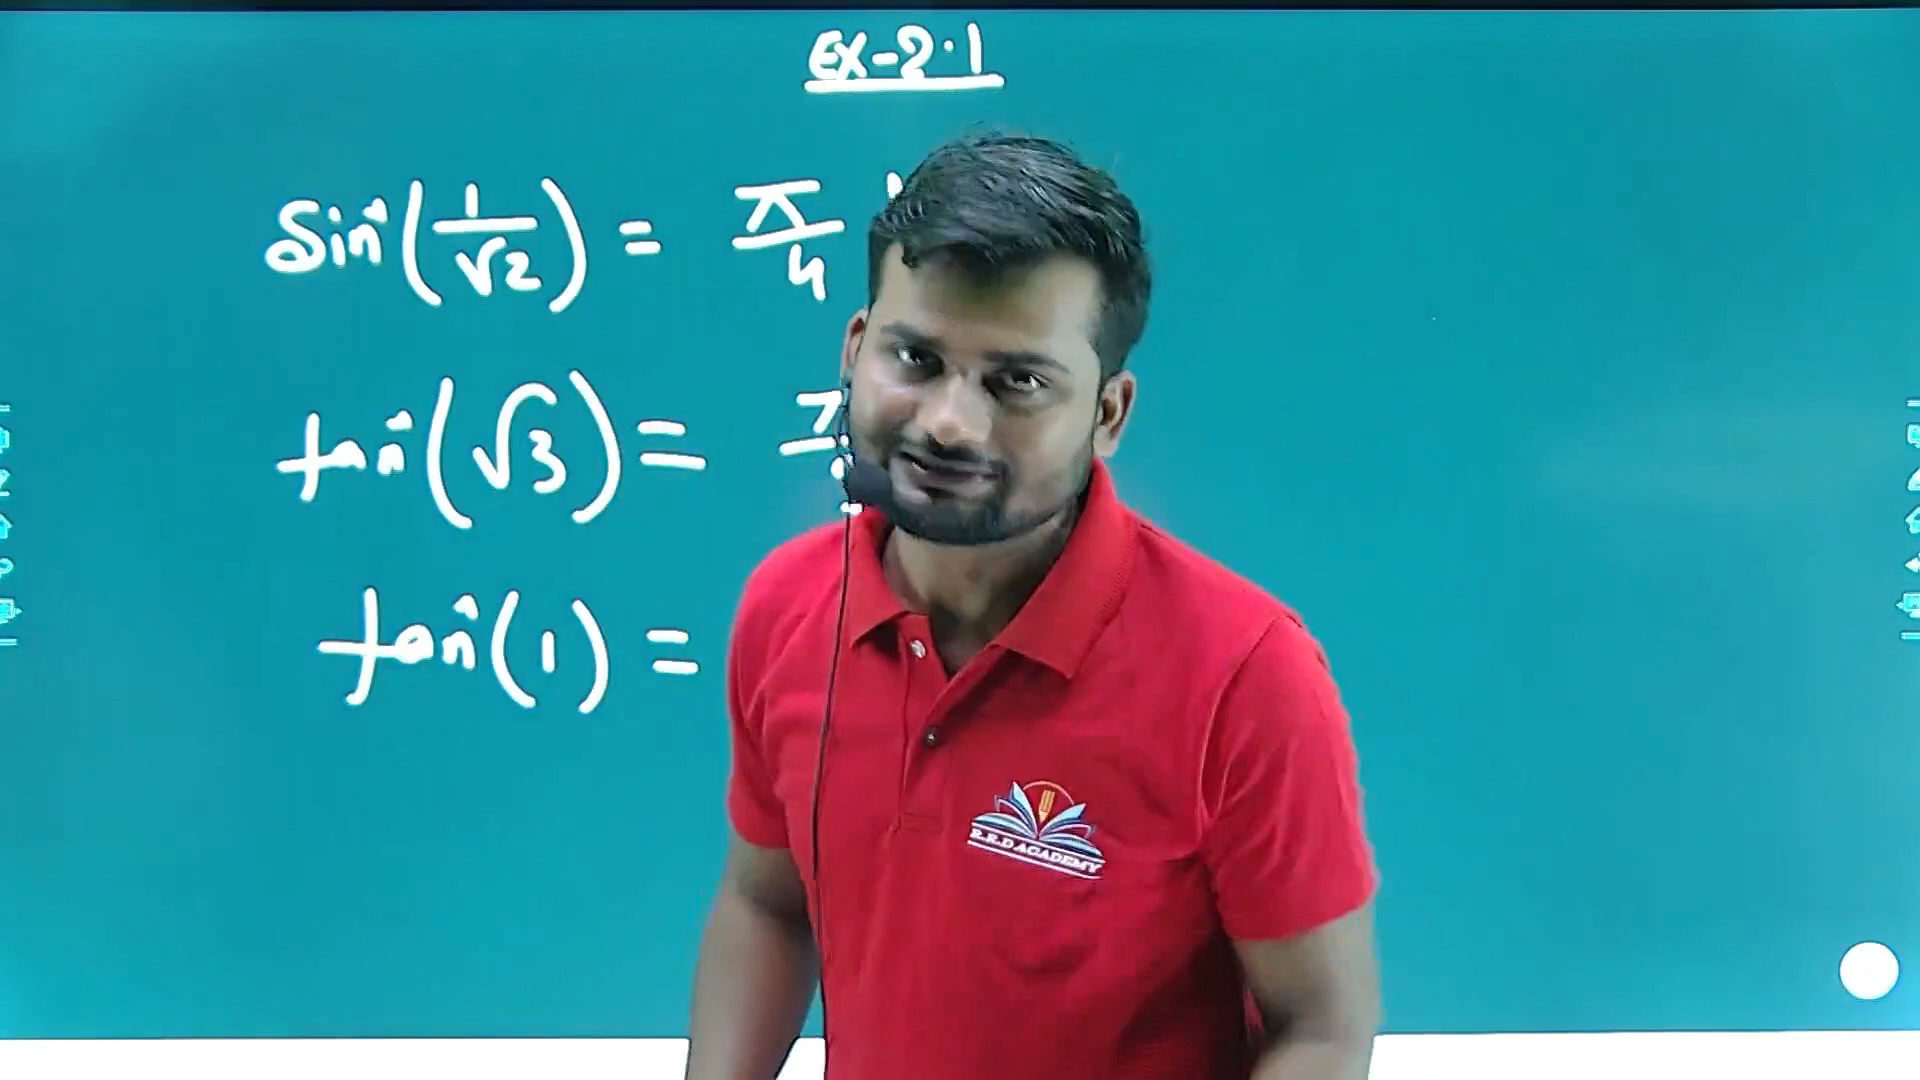 Ex-2.1
sin⁻¹(1/√2) = π/4
tan⁻¹(√3) = π
tan⁻¹(1) =
R.R.D ACADEMY